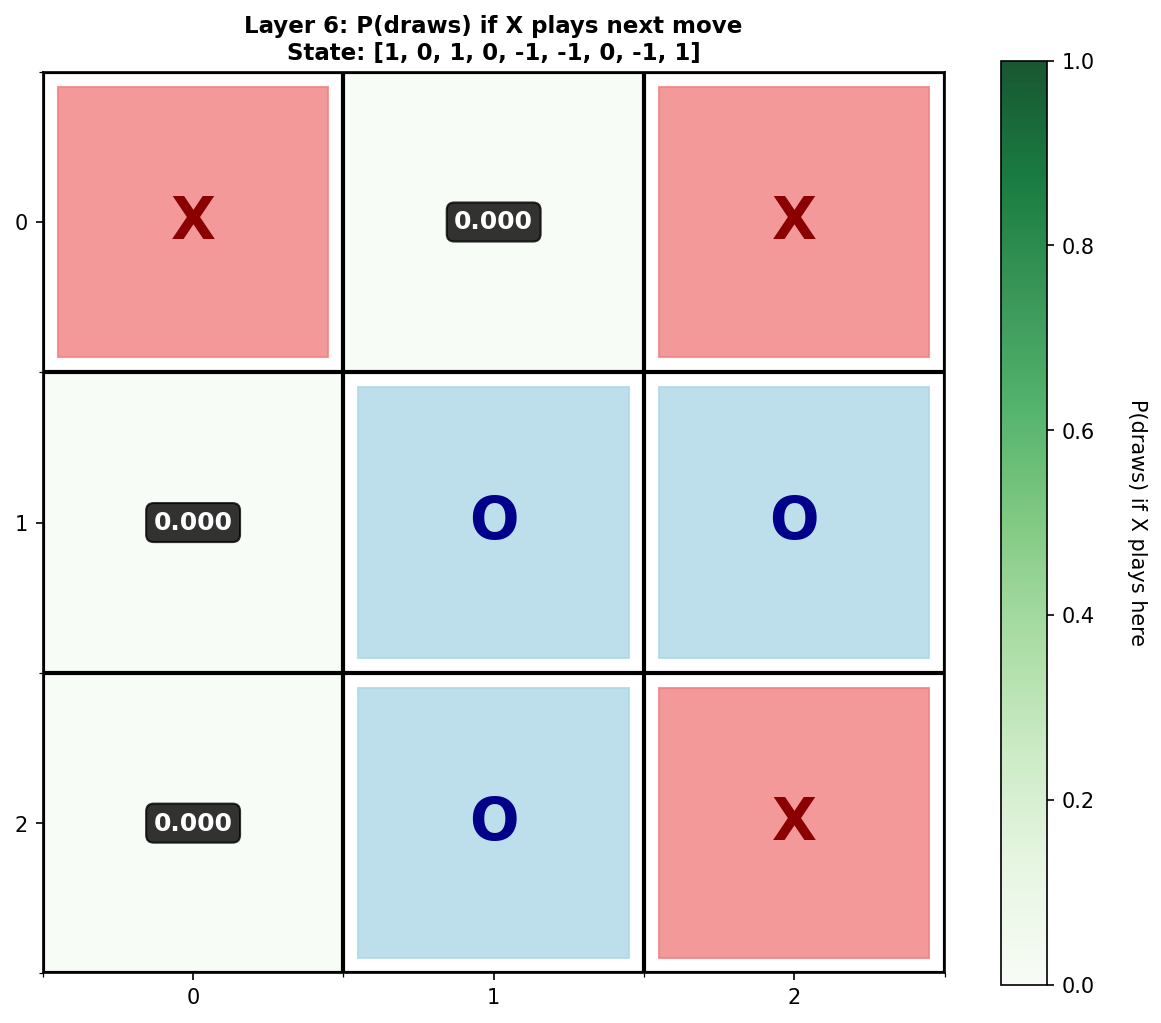 Layer 6: P(draws) if X plays next move
State: [1, 0, 1, 0, -1, -1, 0, -1, 1]
X
0.000
X
0
0.000
O
O
1
0.000
O
X
2
0
1
2
1.0
0.8
0.6
0.4
0.2
0.0
P(draws) if X plays here